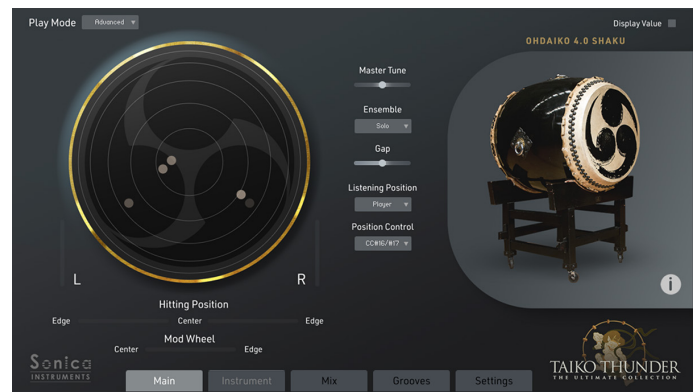 Play Mode Advanced
Display Value
OHDAIKO 4.0 SHAKU
Master Tune
Ensemble
Solo
Gap
Listening Position
Player
Position Control
CC#16/#17
L R
Hitting Position
Edge Center Edge
Mod Wheel
Center Edge
Sonica
INSTRUMENTS
i
TAIKO THUNDER
THE ULTIMATE COLLECTION
Main Instrument Mix Grooves Settings